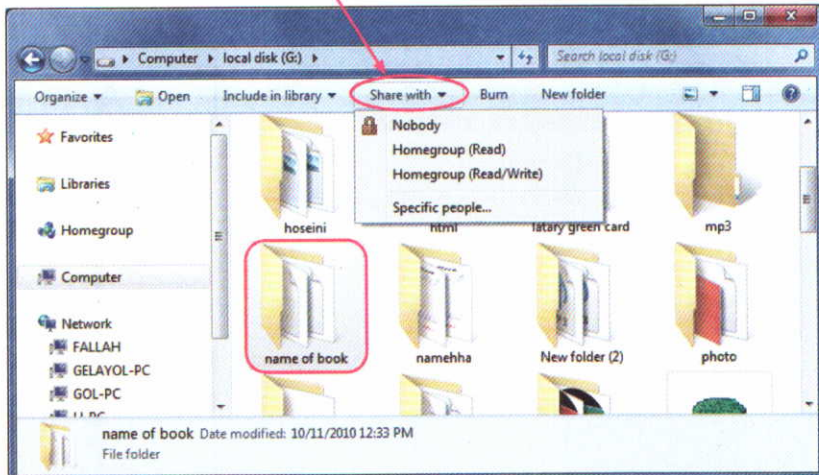 Computer ▸ local disk (G:) ▸
Search local disk (G:)
Organize Open Include in library Share with Burn New folder
Nobody
Homegroup (Read)
Homegroup (Read/Write)
Specific people...
Favorites
Libraries
Homegroup
Computer
Network
FALLAH
GELAYOL-PC
GOL-PC
hoseini html latary green card mp3
name of book namehha New folder (2) photo
name of book Date modified: 10/11/2010 12:33 PM
File folder